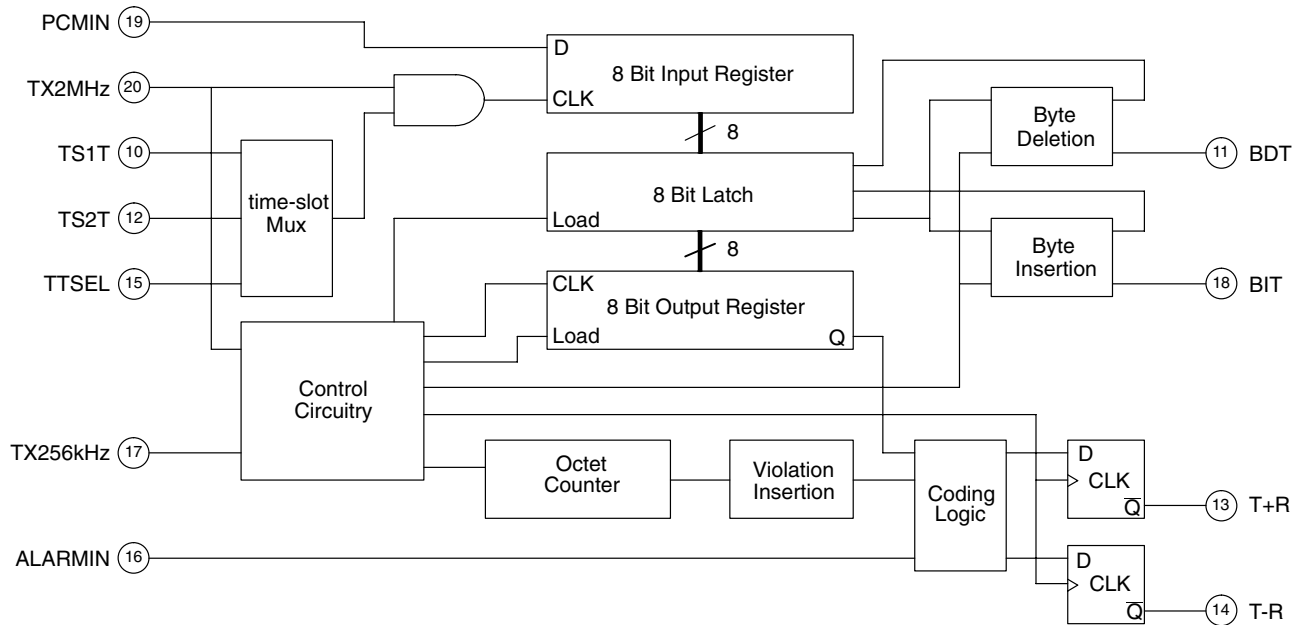 PCMIN 19
D
8 Bit Input Register
CLK
TX2MHz 20
8
Byte
Deletion
TS1T 10
11 BDT
time-slot
Mux
8 Bit Latch
Load
TS2T 12
8
Byte
Insertion
TTSEL 15
18 BIT
CLK
8 Bit Output Register
Load
Q
Control
Circuitry
TX256kHz 17
Octet
Counter
Violation
Insertion
Coding
Logic
D
CLK
Q̅
13 T+R
ALARMIN 16
D
CLK
Q̅
14 T-R